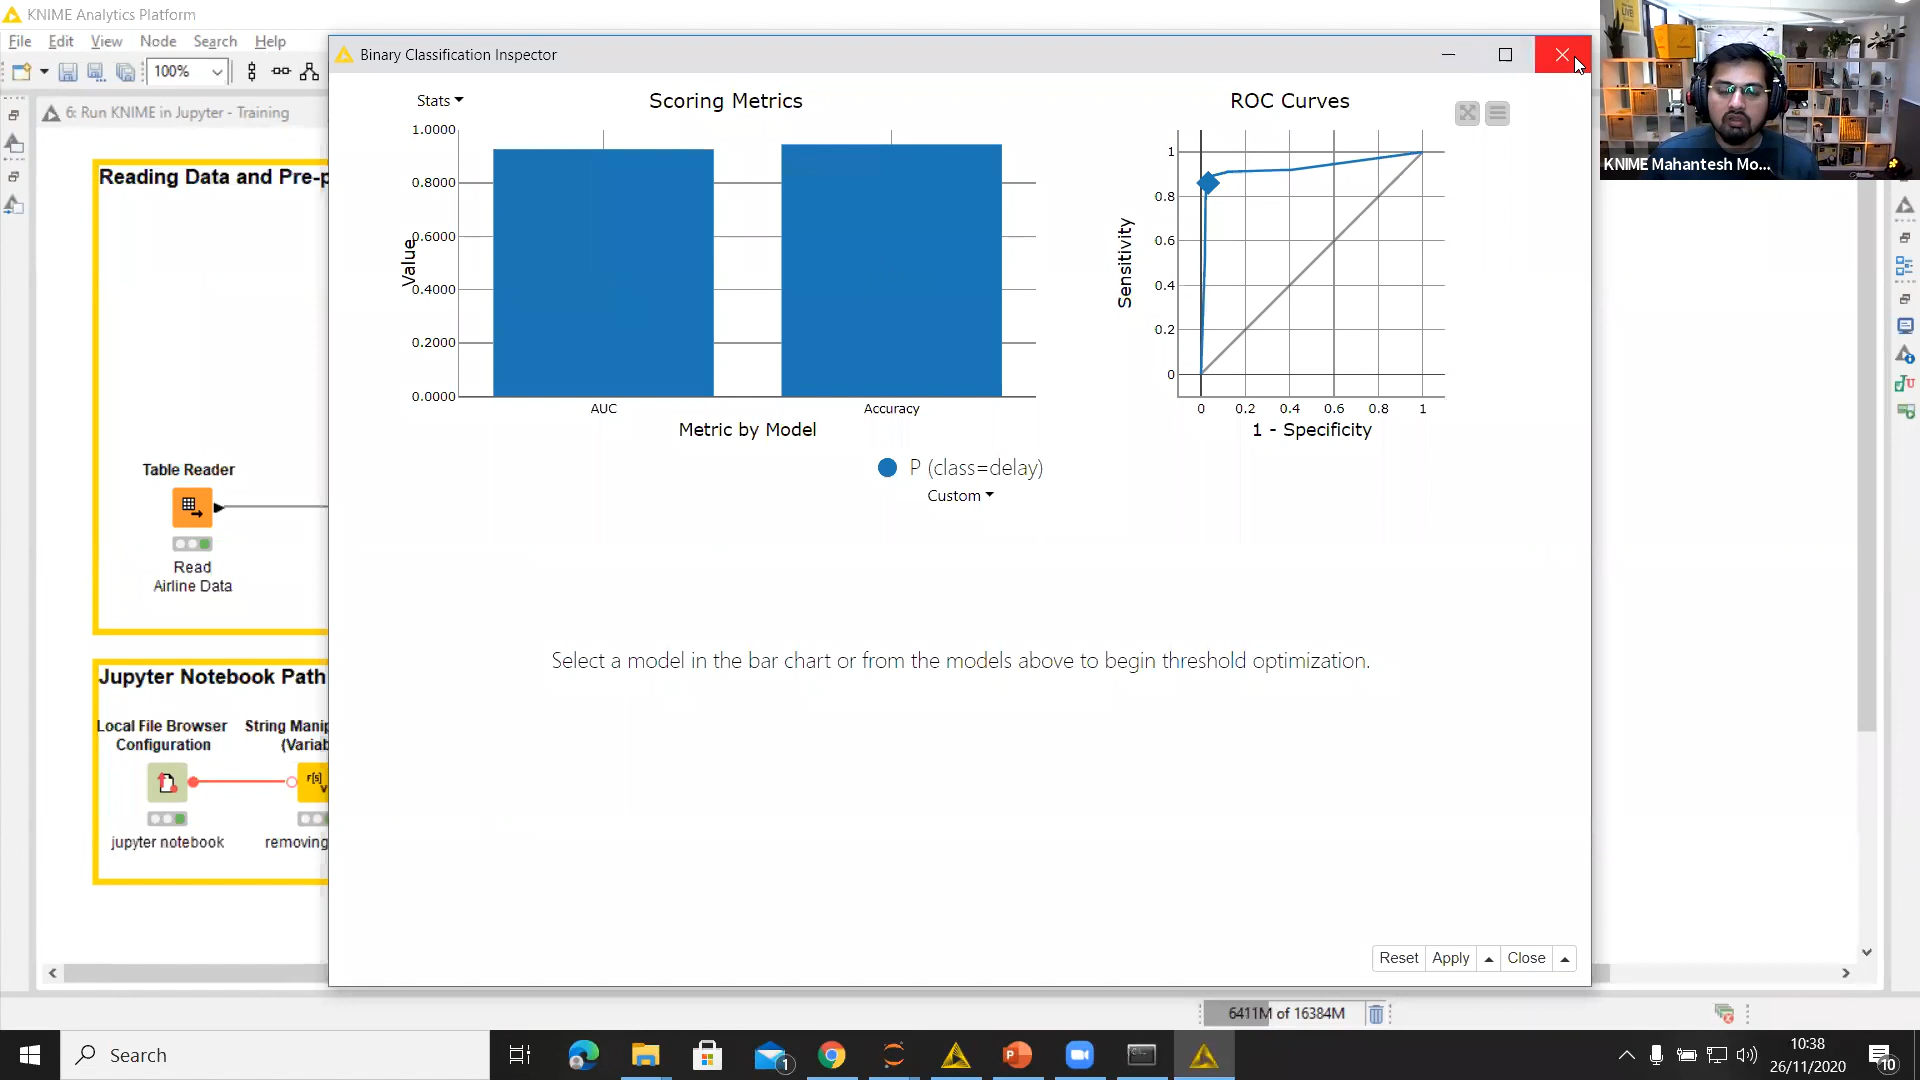 KNIME Analytics Platform
File Edit View Node Search Help
100%
6: Run KNIME in Jupyter - Training
Reading Data and Pre-p
Table Reader
Read
Airline Data
Jupyter Notebook Path
Local File Browser
Configuration
String Manip
(Variab
jupyter notebook
removing
Binary Classification Inspector
Stats
Scoring Metrics
1.0000
0.8000
0.6000
0.4000
0.2000
0.0000
Value
AUC
Accuracy
Metric by Model
ROC Curves
1
0.8
0.6
0.4
0.2
0
Sensitivity
0 0.2 0.4 0.6 0.8 1
1 - Specificity
P (class=delay)
Custom
Select a model in the bar chart or from the models above to begin threshold optimization.
Reset Apply Close
KNIME Mahantesh Mo...
6411M of 16384M
Search
1
10:38
26/11/2020
10